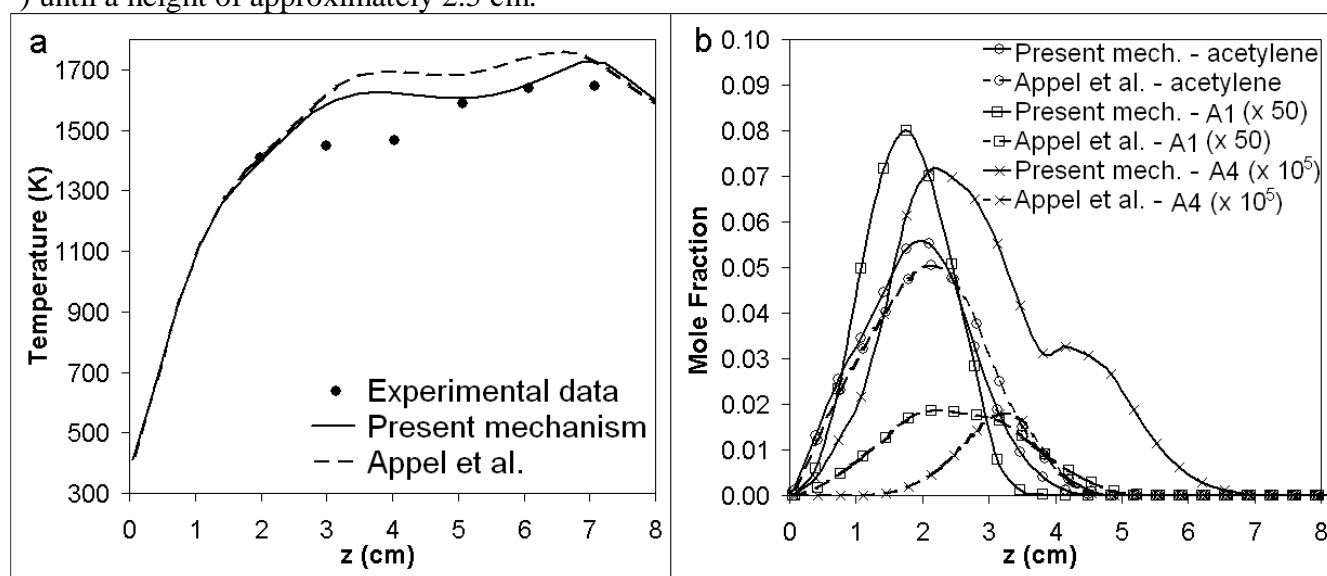 ) until a height of approximately 2.5 cm.
a
1700
1500
1300
1100
900
700
500
300
Temperature (K)
Experimental data
Present mechanism
Appel et al.
0 1 2 3 4 5 6 7 8
z (cm)
b
0.10
0.09
0.08
0.07
0.06
0.05
0.04
0.03
0.02
0.01
0.00
Mole Fraction
Present mech. - acetylene
Appel et al. - acetylene
Present mech. - A1 (x 50)
Appel et al. - A1 (x 50)
Present mech. - A4 (x 10⁵)
Appel et al. - A4 (x 10⁵)
0 1 2 3 4 5 6 7 8
z (cm)